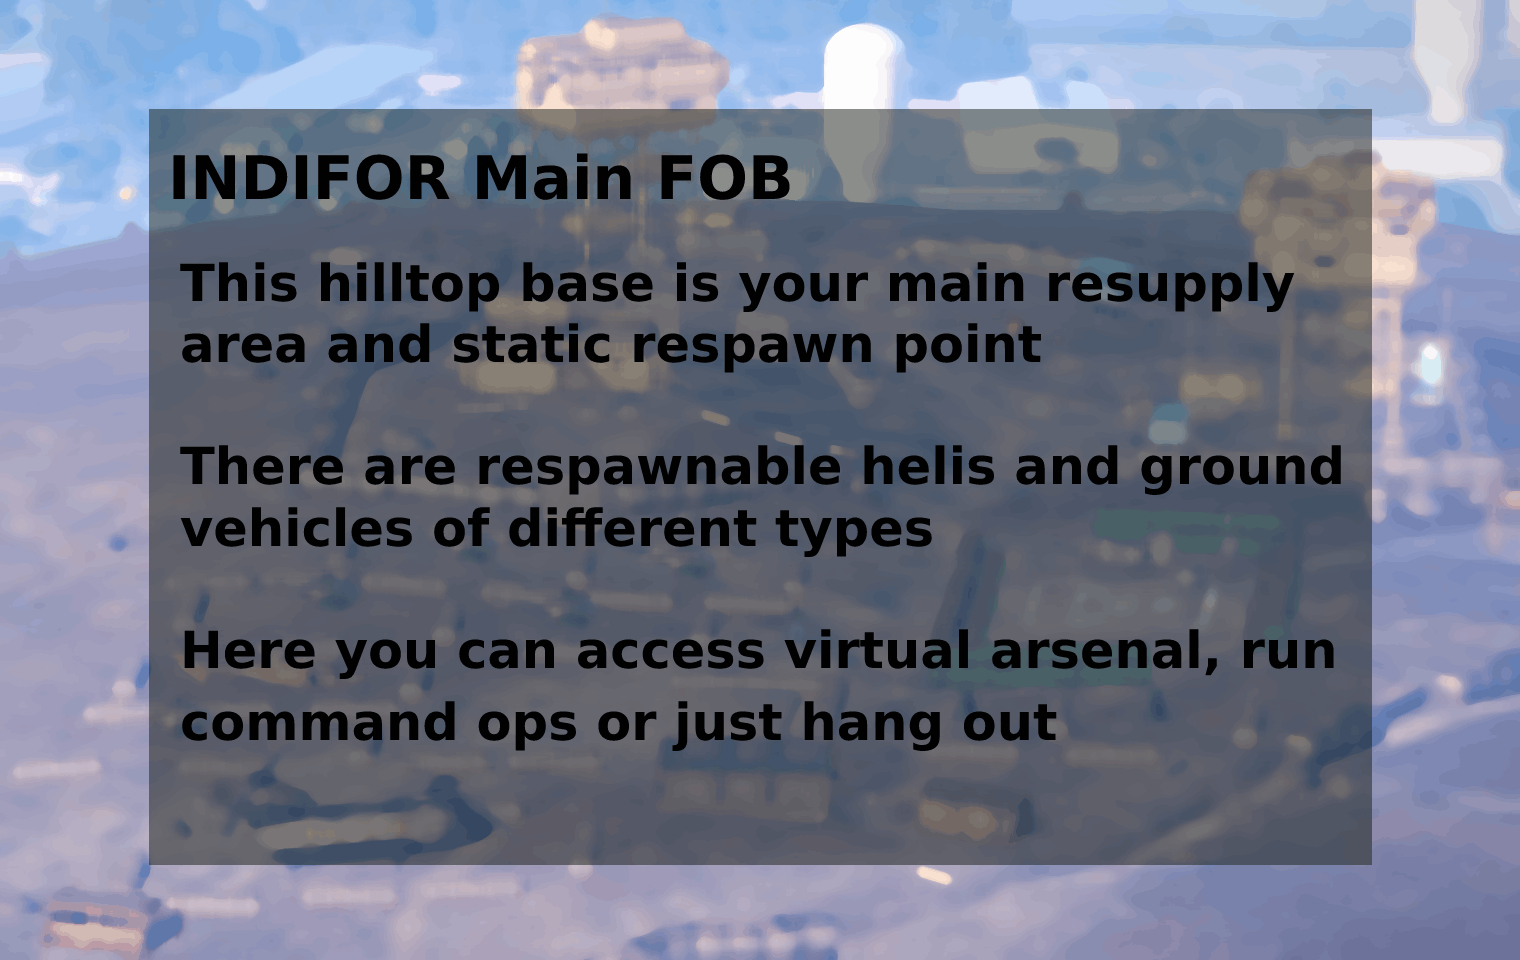 INDIFOR Main FOB
This hilltop base is your main resupply
area and static respawn point
There are respawnable helis and ground
vehicles of different types
Here you can access virtual arsenal, run
command ops or just hang out